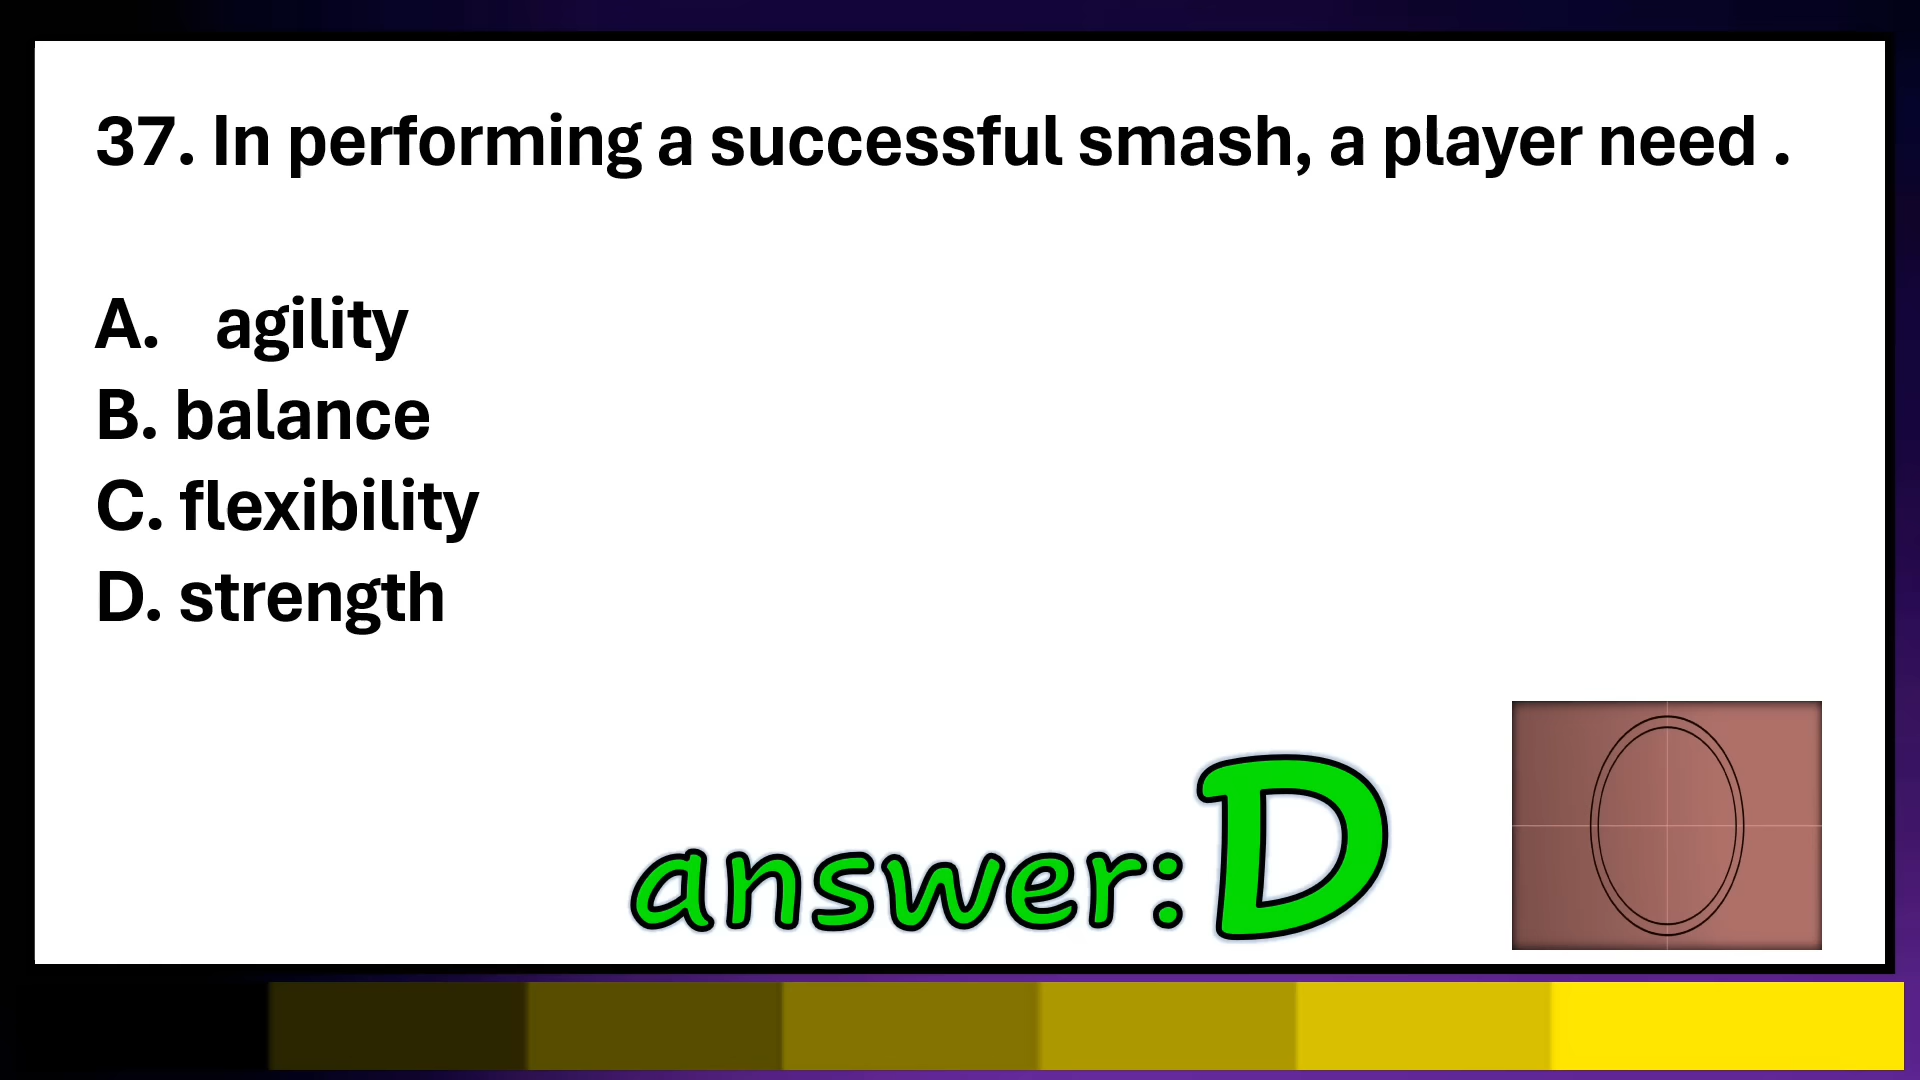 37. In performing a successful smash, a player need .
A. agility
B. balance
C. flexibility
D. strength
answer: D